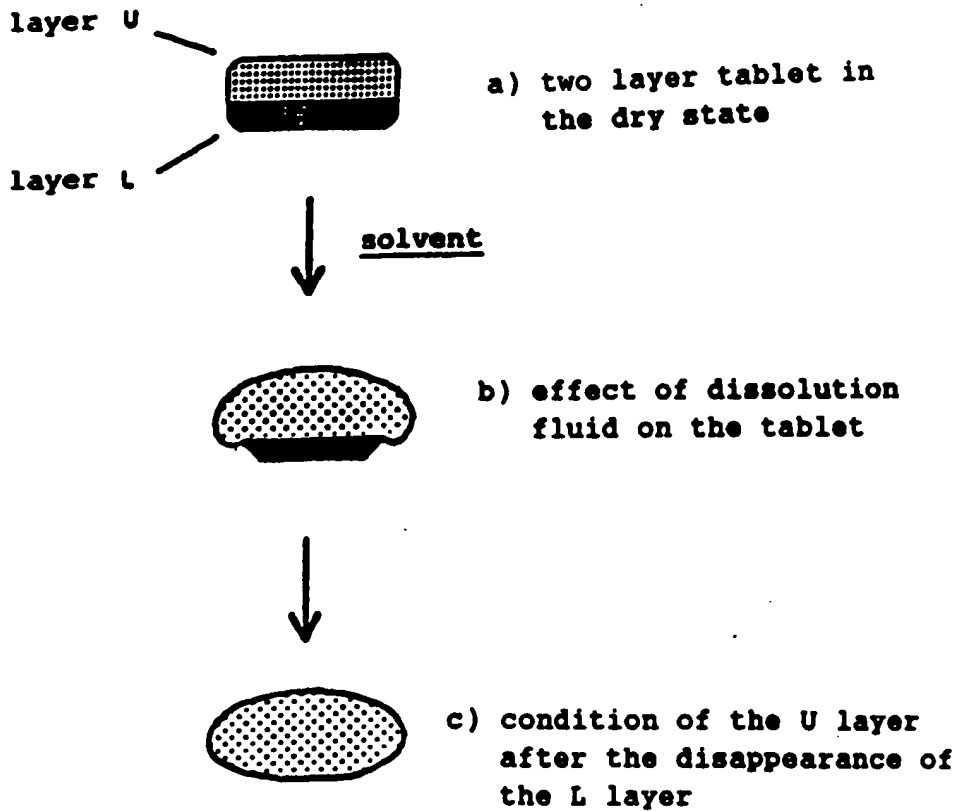 layer U
a) two layer tablet in
the dry state
layer L
solvent
b) effect of dissolution
fluid on the tablet
c) condition of the U layer
after the disappearance of
the L layer